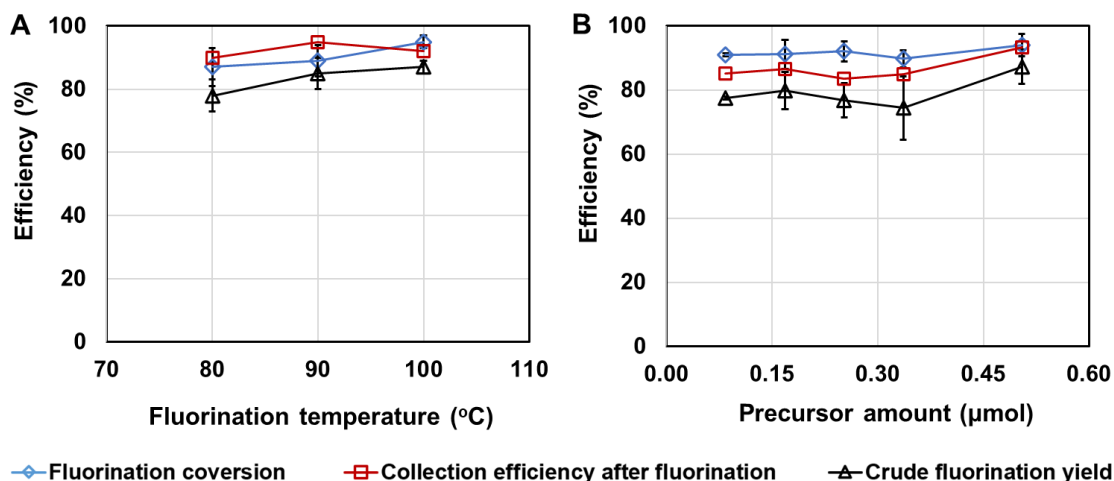 A
Efficiency (%)
100
80
60
40
20
0
70
80
90
100
110
Fluorination temperature (oC)
B
Efficiency (%)
100
80
60
40
20
0
0.00
0.15
0.30
0.45
0.60
Precursor amount (µmol)
Fluorination coversion
Collection efficiency after fluorination
Crude fluorination yield